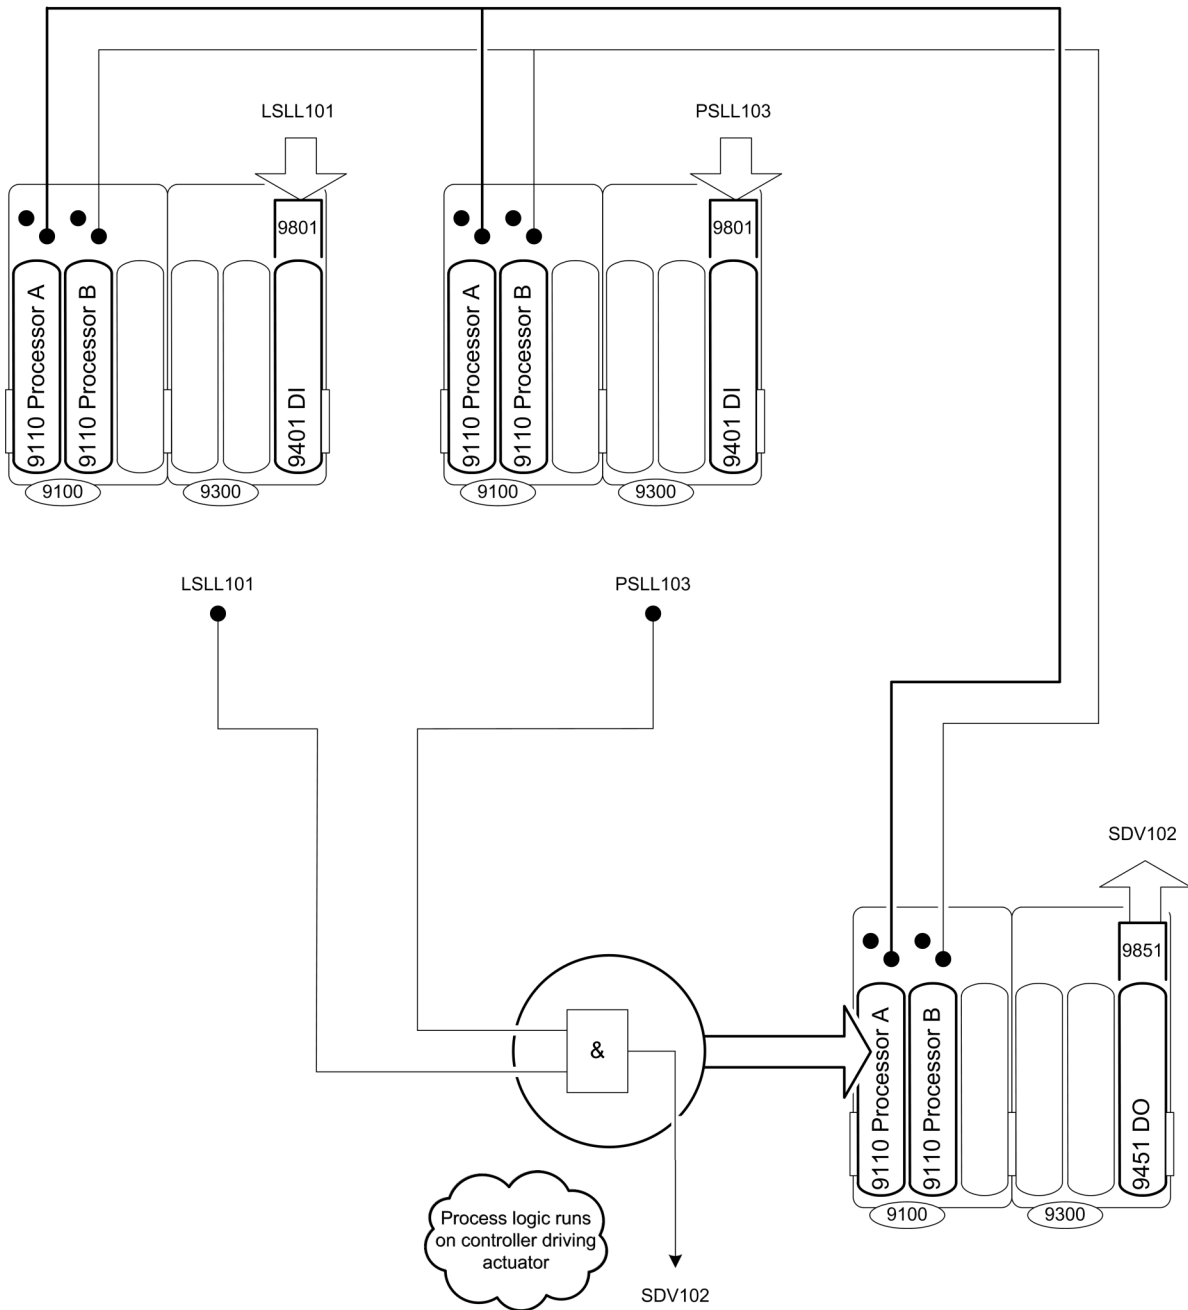 LSLL101
PSLL103
9801
9801
9110 Processor A
9110 Processor B
9401 DI
9110 Processor A
9110 Processor B
9401 DI
9100
9300
9100
9300
LSLL101
PSLL103
SDV102
9851
&
9110 Processor A
9110 Processor B
9451 DO
9100
9300
Process logic runs
on controller driving
actuator
SDV102